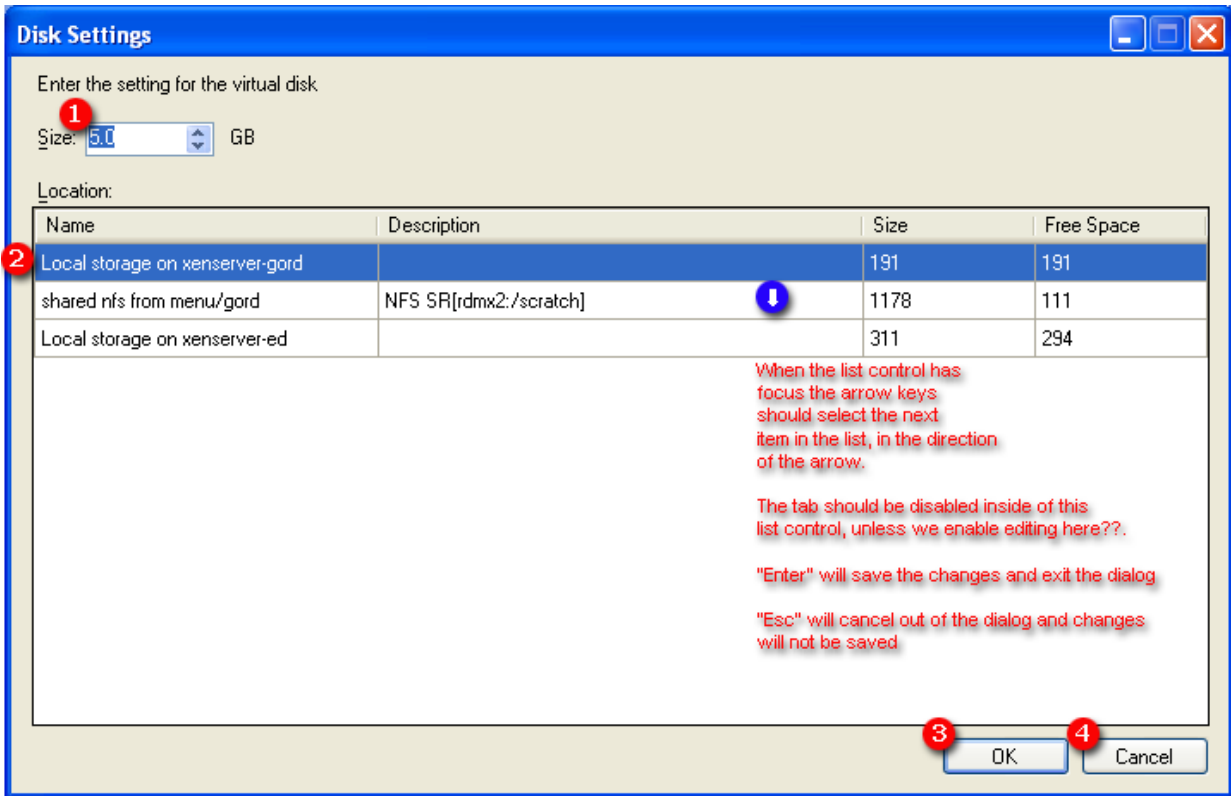 Disk Settings
Enter the setting for the virtual disk
1
Size: 5.0 GB
Location:
Name Description Size Free Space
2 Local storage on xenserver-gord 191 191
shared nfs from menu/gord NFS SR[rdmx2:/scratch] 1178 111
Local storage on xenserver-ed 311 294
When the list control has
focus the arrow keys
should select the next
item in the list, in the direction
of the arrow.
The tab should be disabled inside of this
list control, unless we enable editing here??.
"Enter" will save the changes and exit the dialog
"Esc" will cancel out of the dialog and changes
will not be saved
3 OK 4 Cancel